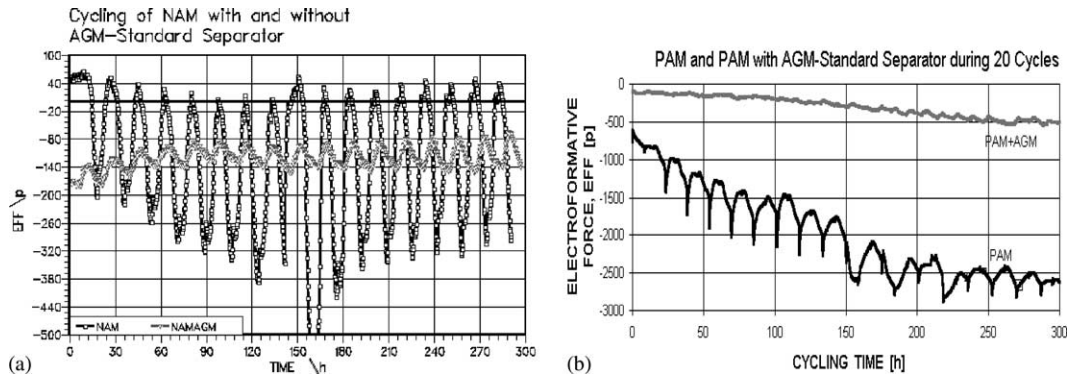 Cycling of NAM with and without
AGM-Standard Separator
100
40
-20
-80
-140
-200
-260
-320
-380
-440
-500
EFF \p
NAM
NAMAGM
0 30 60 90 120 150 180 210 240 270 300
TIME \h
(a)
PAM and PAM with AGM-Standard Separator during 20 Cycles
0
-500
-1000
-1500
-2000
-2500
-3000
ELECTROFORMATIVE
FORCE, EFF [p]
PAM+AGM
PAM
0 50 100 150 200 250 300
CYCLING TIME [h]
(b)